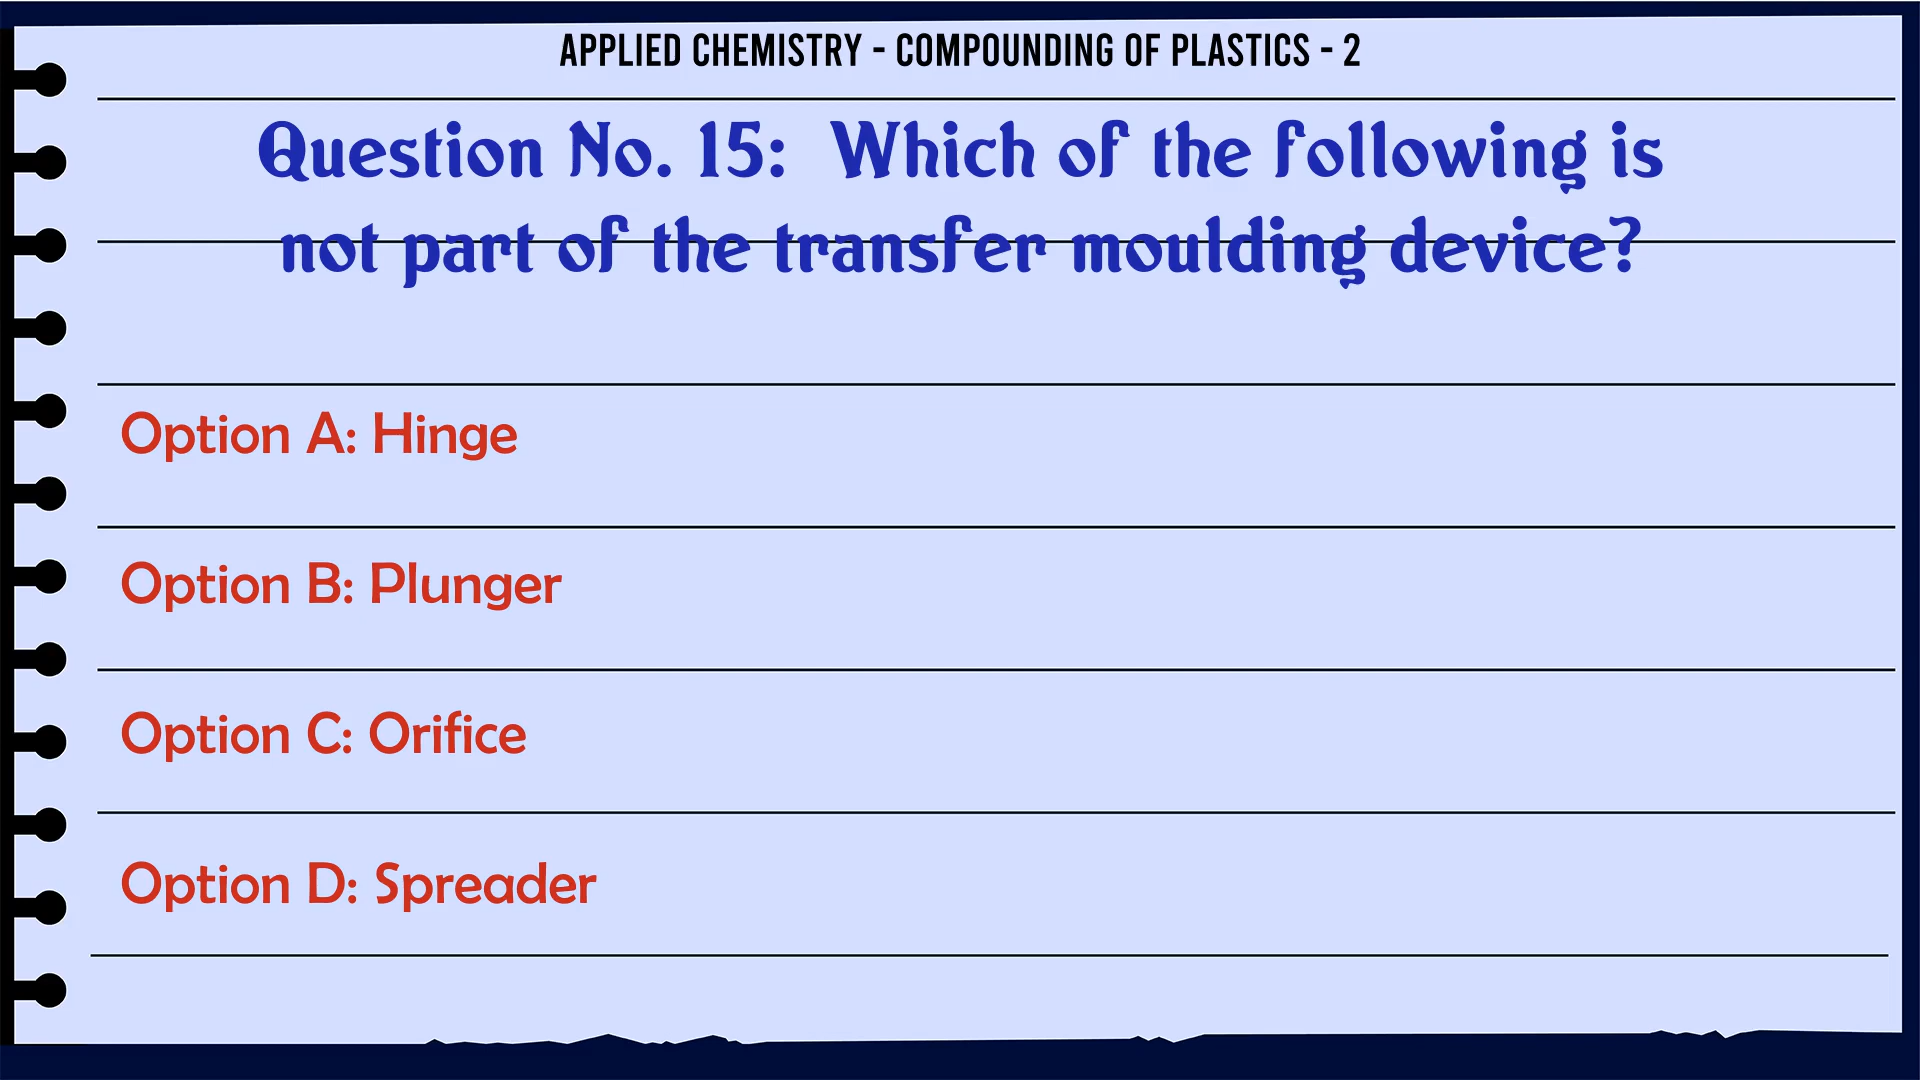 APPLIED CHEMISTRY - COMPOUNDING OF PLASTICS - 2
Question No. 15: Which of the following is
not part of the transfer moulding device?
Option A: Hinge
Option B: Plunger
Option C: Orifice
Option D: Spreader